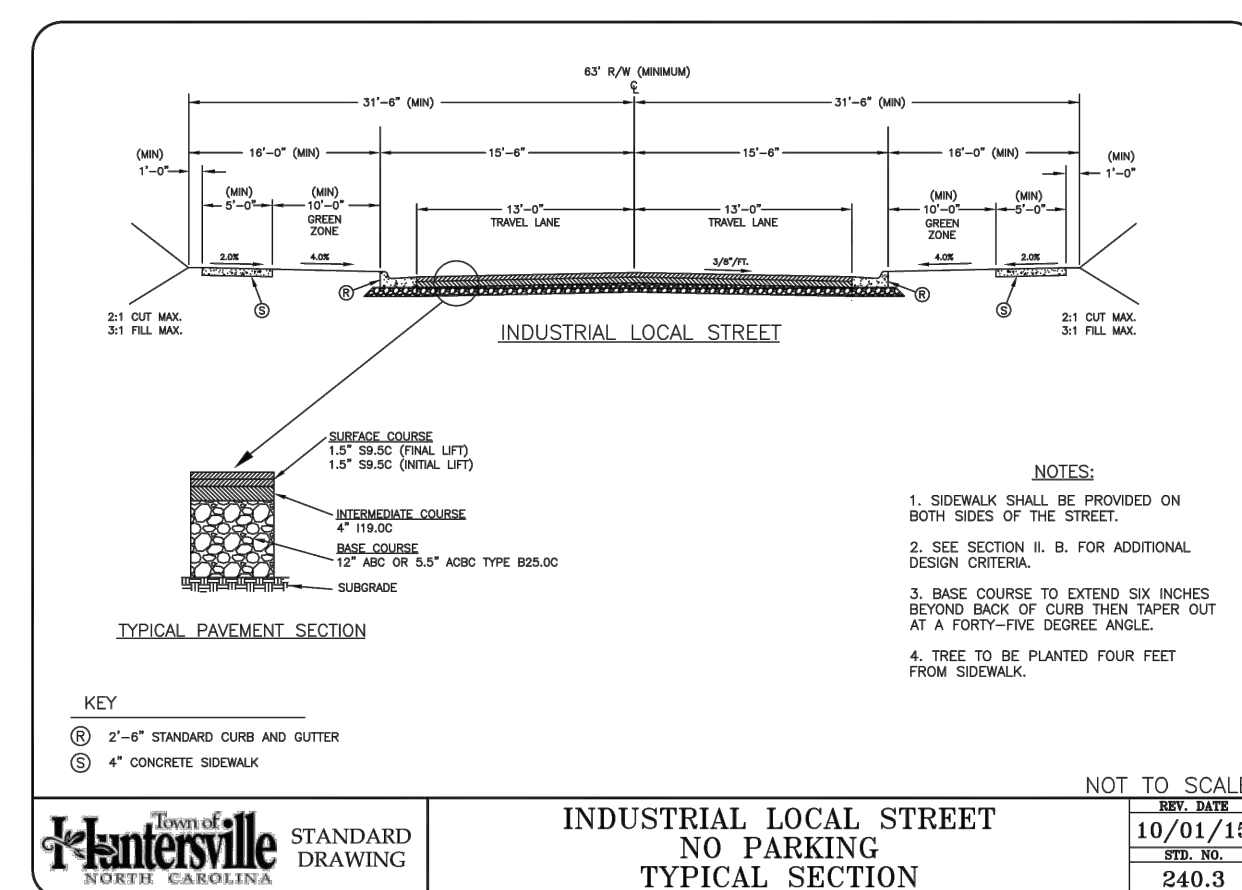 63' R/W (MINIMUM)
℄
31'-6" (MIN)
31'-6" (MIN)
(MIN)
1'-0"
16'-0" (MIN)
15'-6"
15'-6"
16'-0" (MIN)
(MIN)
1'-0"
(MIN)
5'-0"
(MIN)
10'-0"
GREEN
ZONE
13'-0"
TRAVEL LANE
13'-0"
TRAVEL LANE
(MIN)
10'-0"
GREEN
ZONE
(MIN)
5'-0"
2.0%
4.0%
3/8"/FT.
4.0%
2.0%
R
S
R
S
2:1 CUT MAX.
3:1 FILL MAX.
2:1 CUT MAX.
3:1 FILL MAX.
INDUSTRIAL LOCAL STREET
SURFACE COURSE
1.5" S9.5C (FINAL LIFT)
1.5" S9.5C (INITIAL LIFT)
INTERMEDIATE COURSE
4" I19.0C
BASE COURSE
12" ABC OR 5.5" ACBC TYPE B25.0C
SUBGRADE
TYPICAL PAVEMENT SECTION
NOTES:
1. SIDEWALK SHALL BE PROVIDED ON
BOTH SIDES OF THE STREET.
2. SEE SECTION II. B. FOR ADDITIONAL
DESIGN CRITERIA.
3. BASE COURSE TO EXTEND SIX INCHES
BEYOND BACK OF CURB THEN TAPER OUT
AT A FORTY-FIVE DEGREE ANGLE.
4. TREE TO BE PLANTED FOUR FEET
FROM SIDEWALK.
KEY
R 2'-6" STANDARD CURB AND GUTTER
S 4" CONCRETE SIDEWALK
NOT TO SCALE
Town of
Huntersville
NORTH CAROLINA
STANDARD
DRAWING
INDUSTRIAL LOCAL STREET
NO PARKING
TYPICAL SECTION
REV. DATE
10/01/15
STD. NO.
240.3